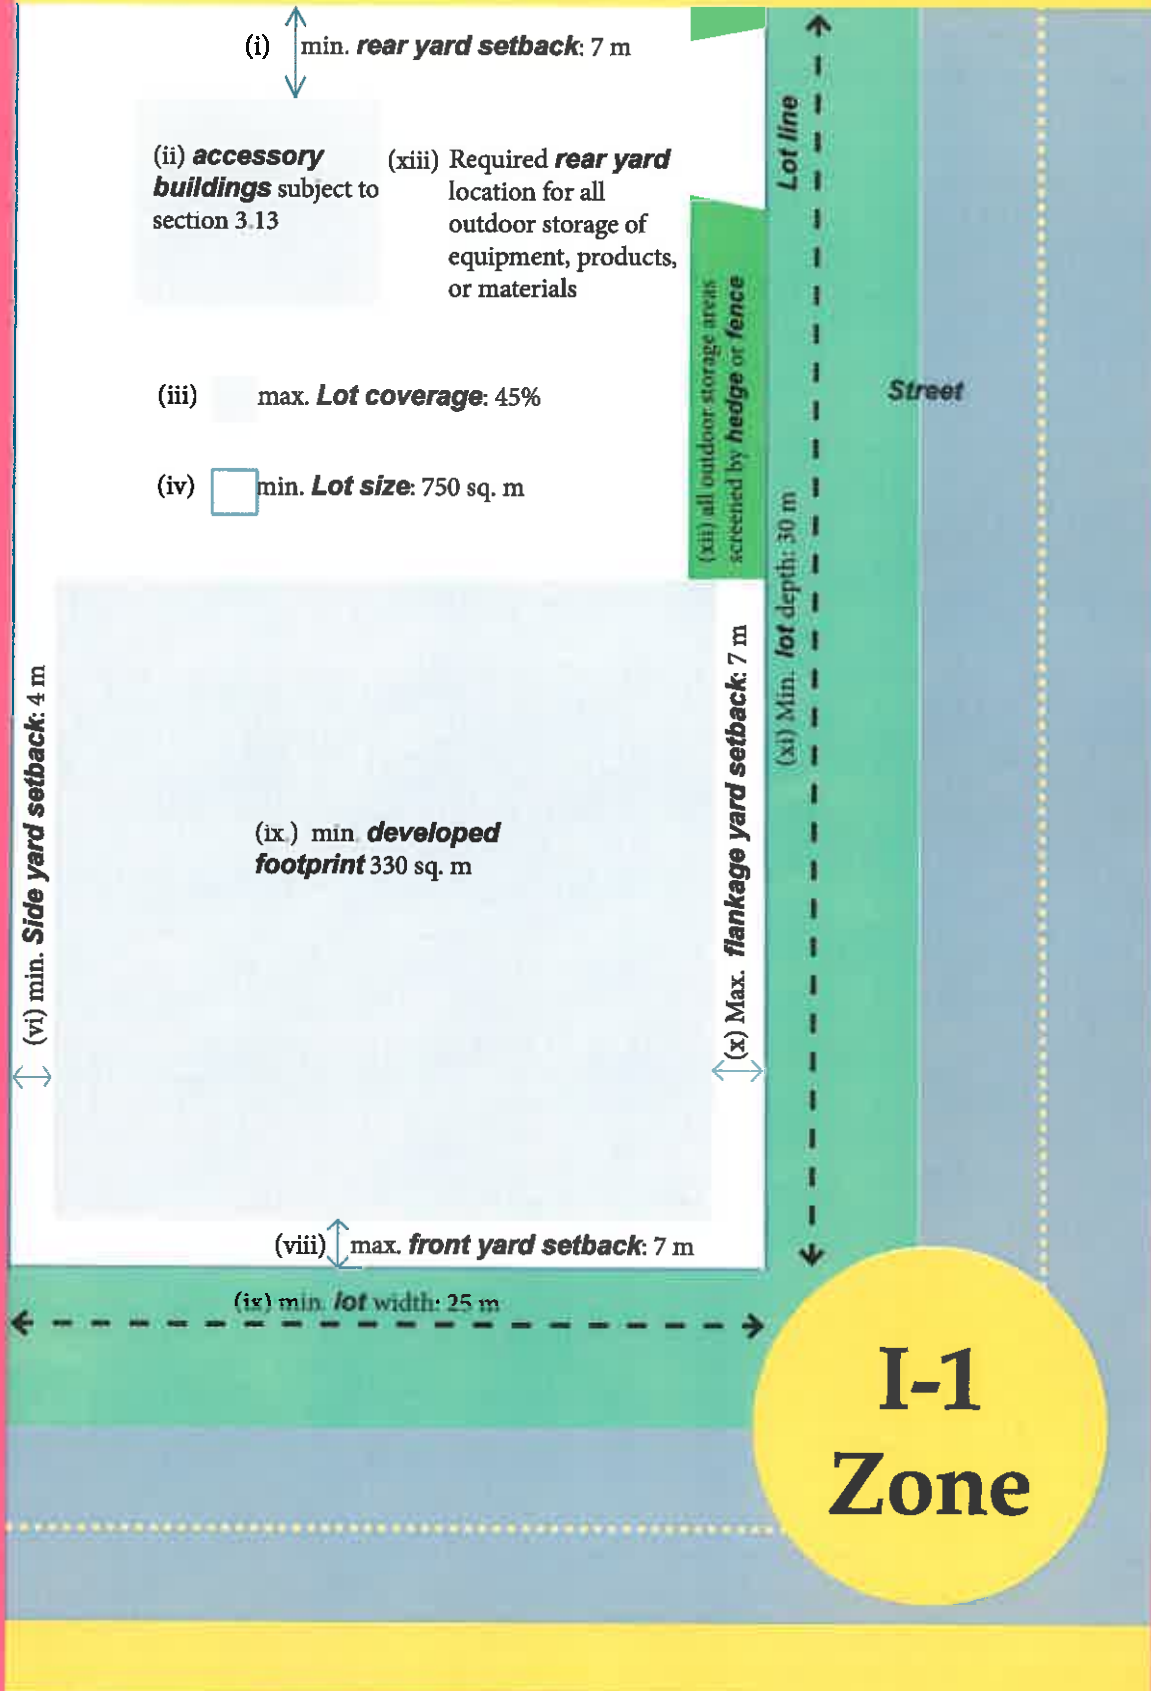 (i) min. rear yard setback: 7 m
(ii) accessory
buildings subject to
section 3.13
(xiii) Required rear yard
location for all
outdoor storage of
equipment, products,
or materials
Lot line
(iii) max. Lot coverage: 45%
(iv) min. Lot size: 750 sq. m
(xii) all outdoor storage areas
screened by hedge or fence
Street
(xi) Min. lot depth: 30 m
(vi) min. Side yard setback: 4 m
(ix.) min. developed
footprint 330 sq. m
(x) Max. flankage yard setback: 7 m
(viii) max. front yard setback: 7 m
(ix) min. lot width: 25 m
I-1
Zone